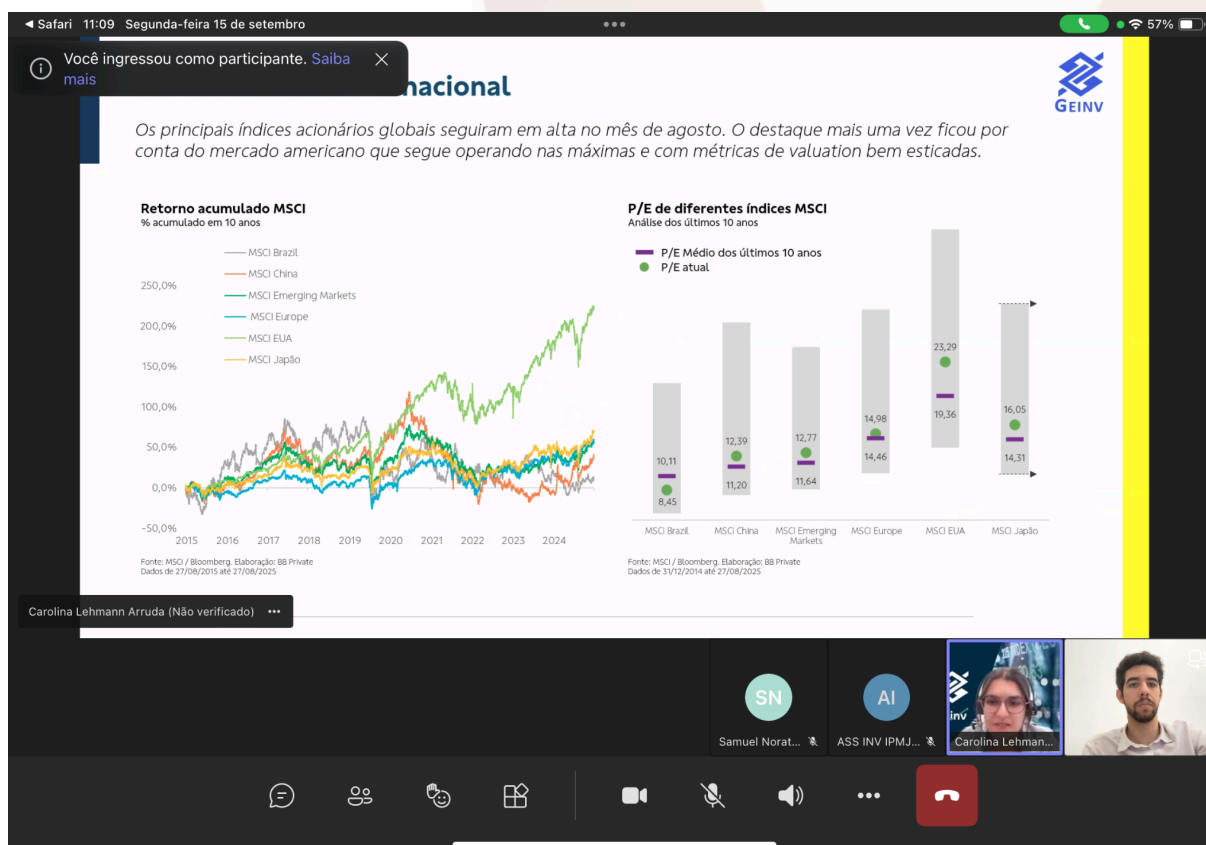 Safari 11:09 Segunda-feira 15 de setembro
57%
Você ingressou como participante. Saiba
mais
nacional
GEINV
Os principais índices acionários globais seguiram em alta no mês de agosto. O destaque mais uma vez ficou por
conta do mercado americano que segue operando nas máximas e com métricas de valuation bem esticadas.
Retorno acumulado MSCI
% acumulado em 10 anos
MSCI Brazil
MSCI China
MSCI Emerging Markets
MSCI Europe
MSCI EUA
MSCI Japão
250,0%
200,0%
150,0%
100,0%
50,0%
0,0%
-50,0%
2015 2016 2017 2018 2019 2020 2021 2022 2023 2024
Fonte: MSCI / Bloomberg. Elaboração: BB Private
Dados de 27/08/2015 até 27/08/2025
P/E de diferentes índices MSCI
Análise dos últimos 10 anos
P/E Médio dos últimos 10 anos
P/E atual
10,11
8,45
12,39
11,20
12,77
11,64
14,98
14,46
23,29
19,36
16,05
14,31
MSCI Brazil MSCI China MSCI Emerging MSCI Europe MSCI EUA MSCI Japão
Markets
Fonte: MSCI / Bloomberg. Elaboração: BB Private
Dados de 31/12/2014 até 27/08/2025
Carolina Lehmann Arruda (Não verificado)
SN
Samuel Norat...
AI
ASS INV IPMJ...
inv
Carolina Lehman...